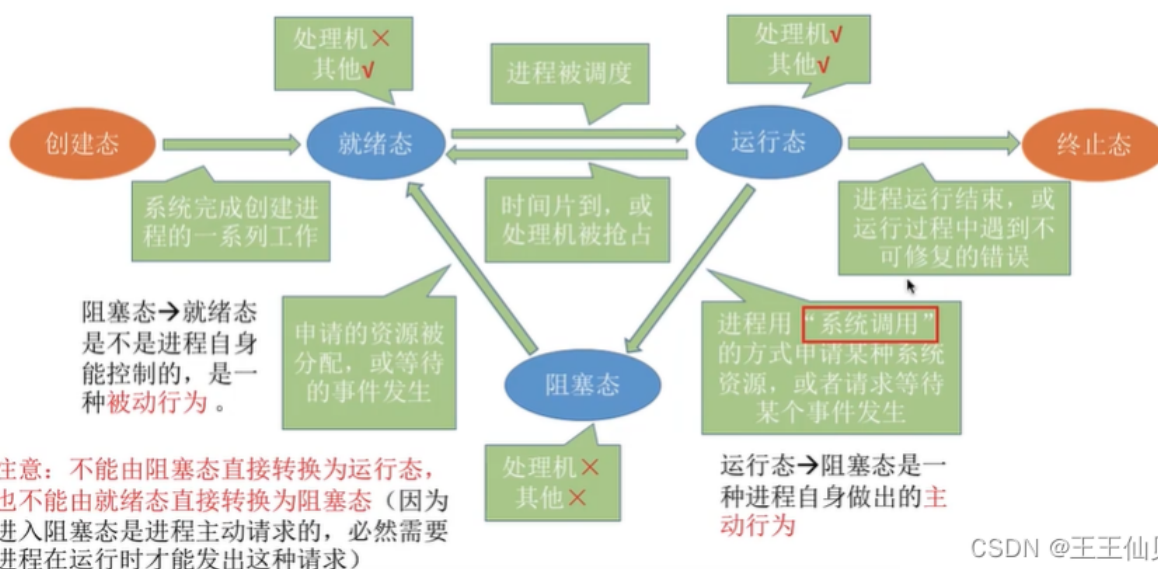 处理机×
其他√
进程被调度
处理机√
其他√
创建态
就绪态
运行态
终止态
系统完成创建进
程的一系列工作
时间片到，或
处理机被抢占
进程运行结束，或
运行过程中遇到不
可修复的错误
阻塞态→就绪态
是不是进程自身
能控制的，是一
种被动行为 。
申请的资源被
分配，或等待
的事件发生
阻塞态
进程用“系统调用”
的方式申请某种系统
资源，或者请求等待
某个事件发生
处理机×
其他×
运行态→阻塞态是一
种进程自身做出的主
动行为
注意：不能由阻塞态直接转换为运行态，
也不能由就绪态直接转换为阻塞态（因为
进入阻塞态是进程主动请求的，必然需要
进程在运行时才能发出这种请求）
CSDN @王王仙贝